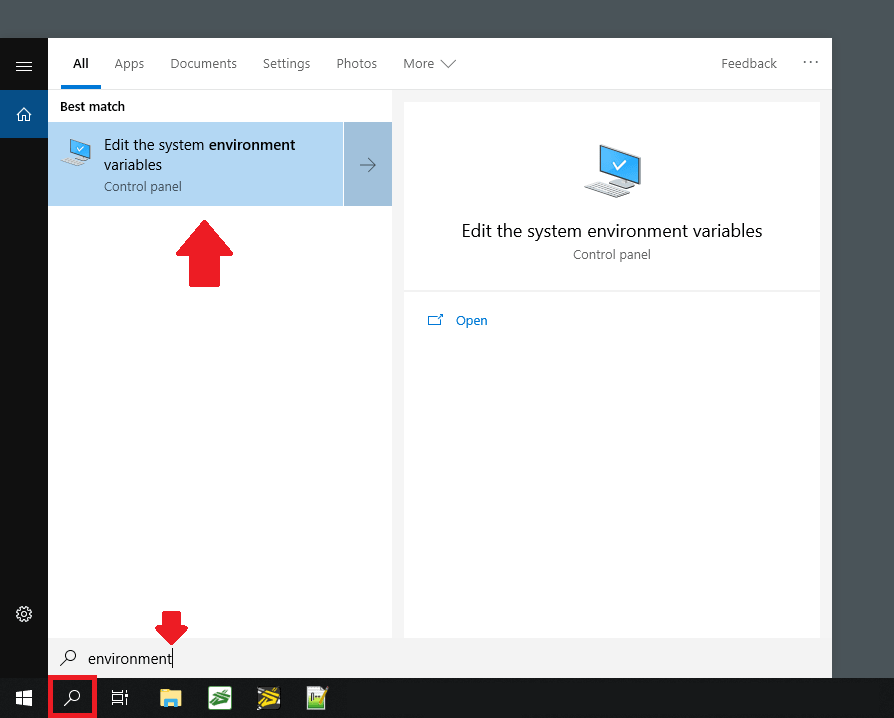 All Apps Documents Settings Photos More Feedback ...
Best match
Edit the system environment
variables
Control panel
Edit the system environment variables
Control panel
Open
environment